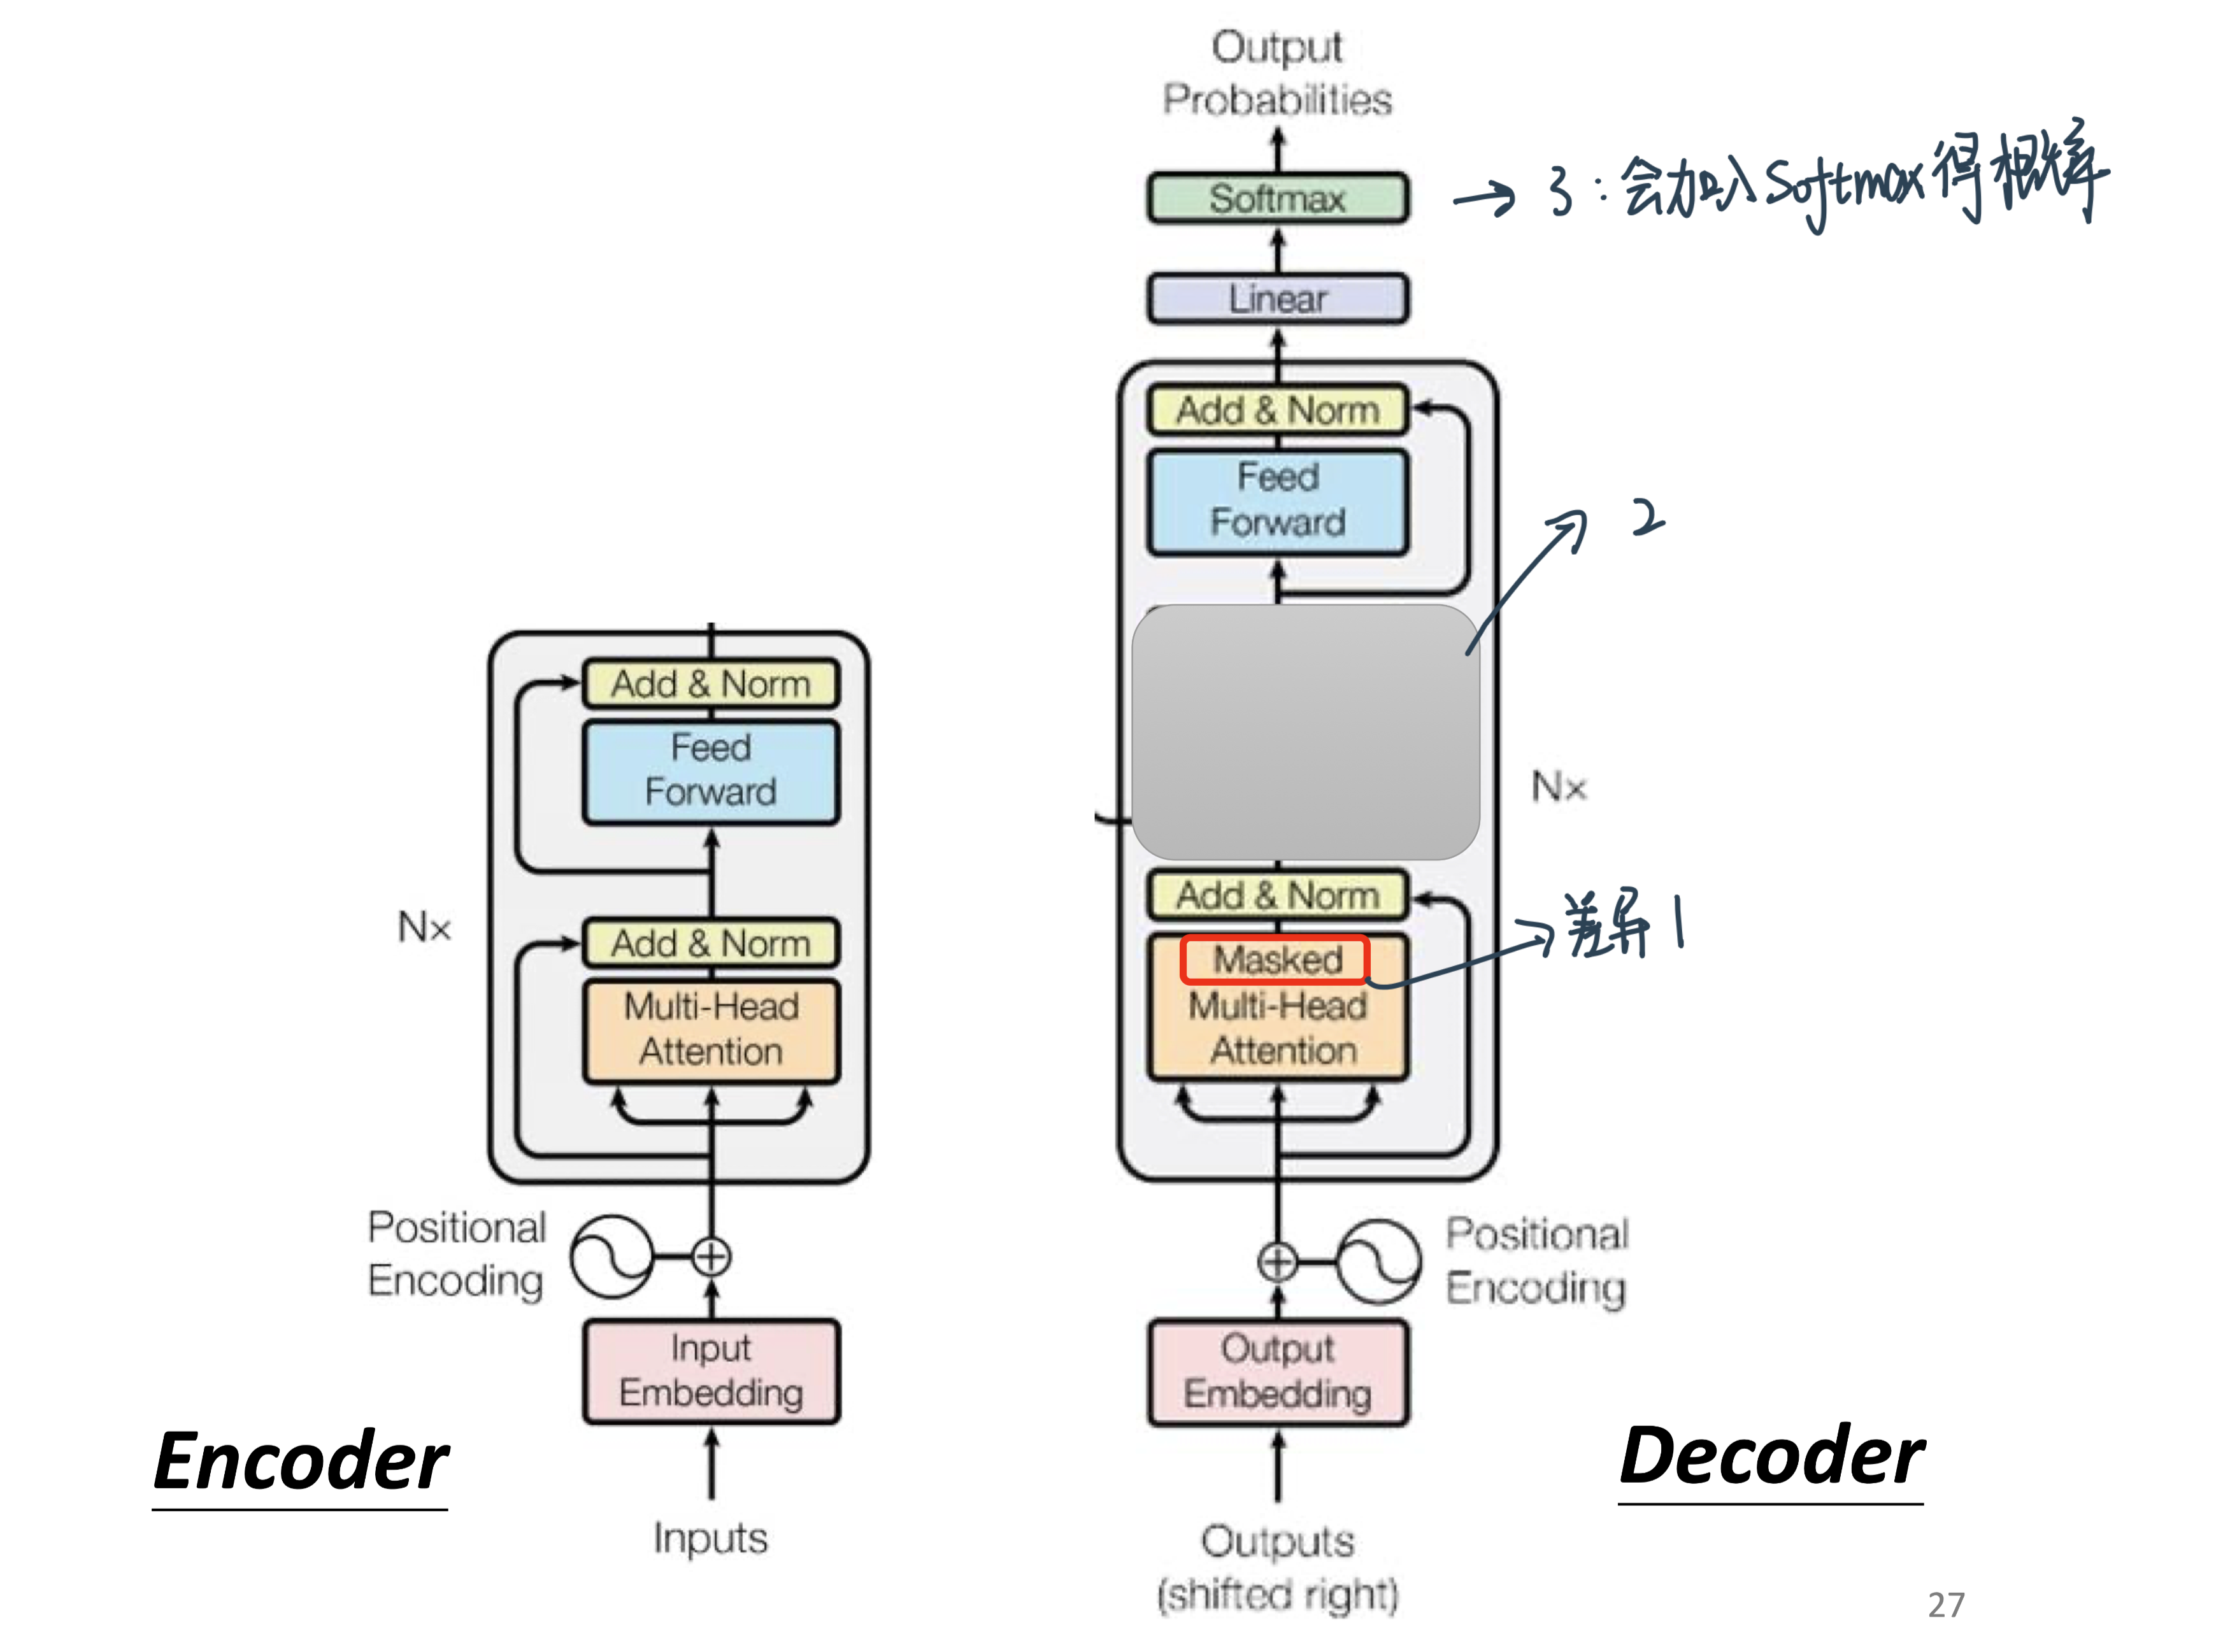 Output
Probabilities
Softmax
→ 3：会加入Softmax得概率
Linear
Add & Norm
Feed
Forward
2
Nx
Add & Norm
Masked
Multi-Head
Attention
差异1
Positional
Encoding
Output
Embedding
Outputs
(shifted right)
Decoder
Add & Norm
Feed
Forward
Nx
Add & Norm
Multi-Head
Attention
Positional
Encoding
Input
Embedding
Inputs
Encoder
27